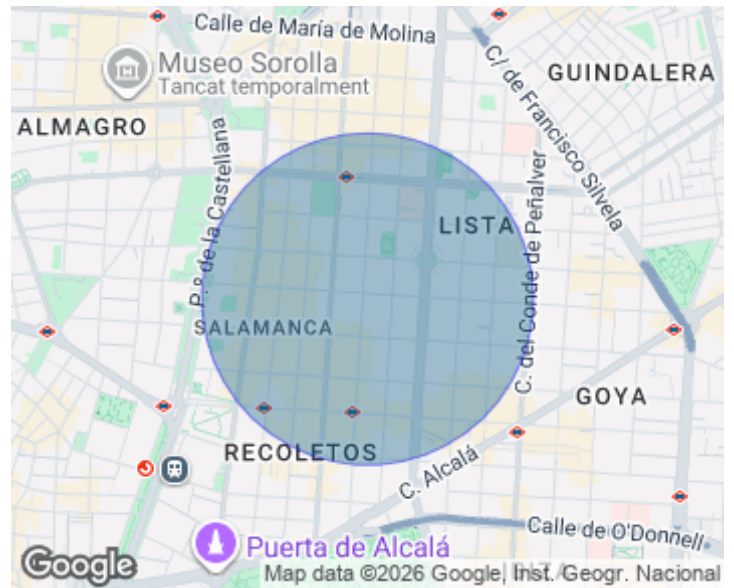 Calle de María de Molina
Museo Sorolla
Tancat temporalment
ALMAGRO
GUINDALERA
C/ de Francisco Silvela
P.º de la Castellana
C. del Conde de Peñalver
LISTA
SALAMANCA
GOYA
RECOLETOS
C. Alcalá
Puerta de Alcalá
Calle de O'Donnell
Google
Map data ©2026 Google, Inst. Geogr. Nacional